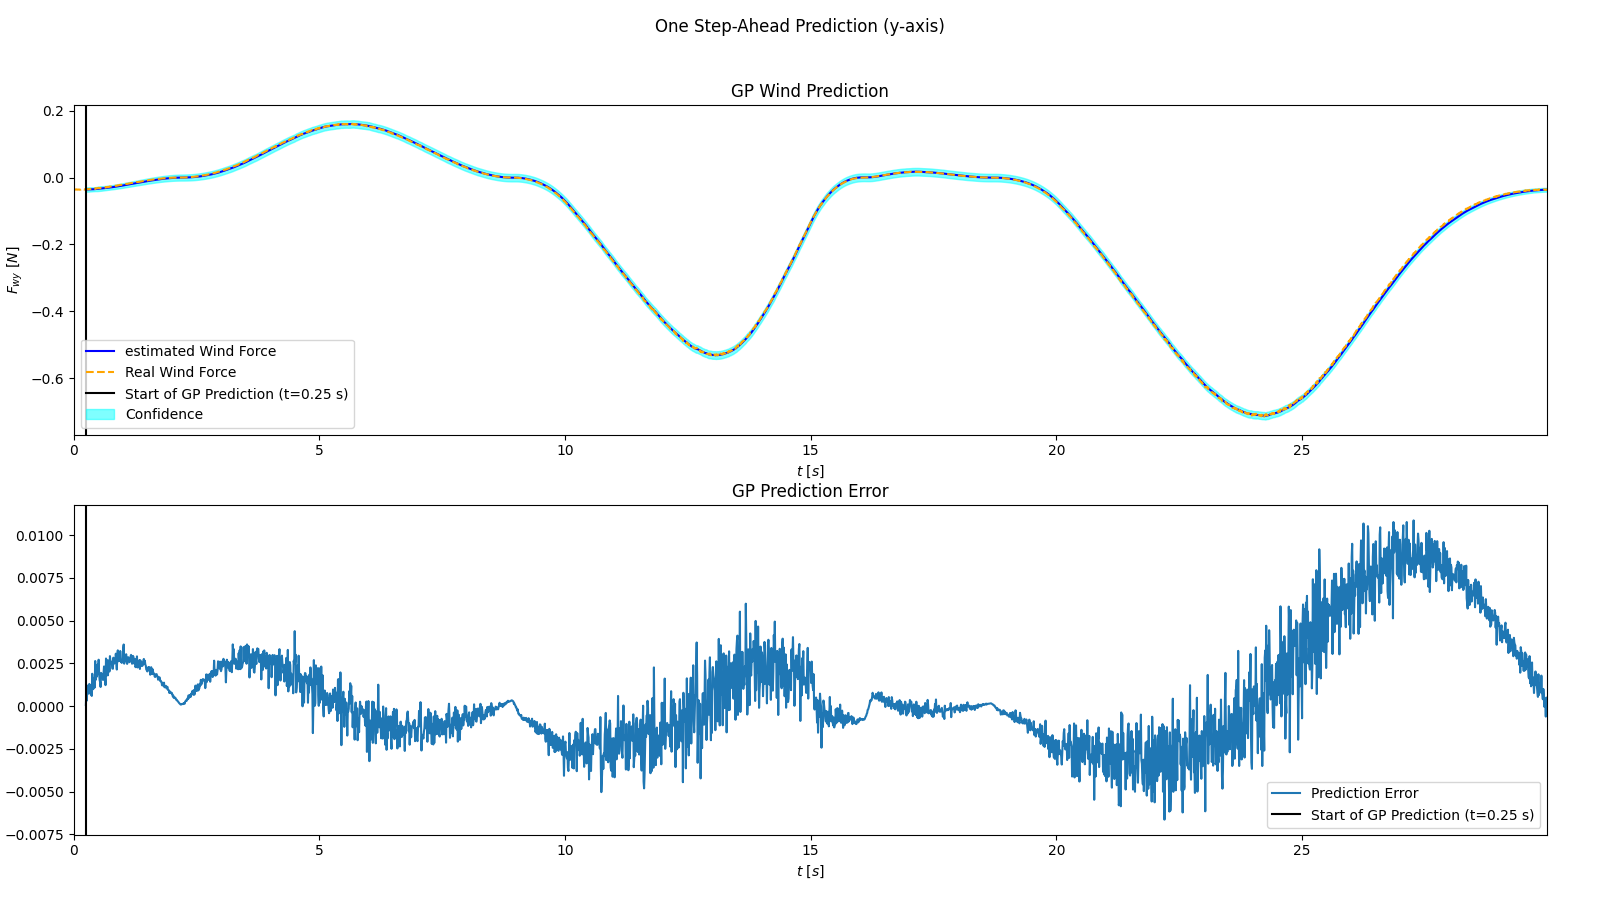 One Step-Ahead Prediction (y-axis)
GP Wind Prediction
0.2
0.0
−0.2
−0.4
−0.6
F_{wy} [N]
estimated Wind Force
Real Wind Force
Start of GP Prediction (t=0.25 s)
Confidence
0 5 10 15 20 25
t [s]
GP Prediction Error
0.0100
0.0075
0.0050
0.0025
0.0000
−0.0025
−0.0050
−0.0075
Prediction Error
Start of GP Prediction (t=0.25 s)
0 5 10 15 20 25
t [s]